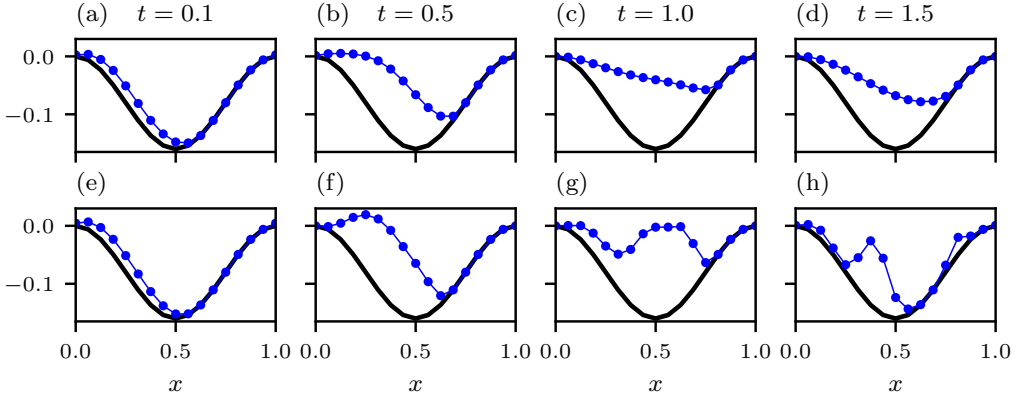 (a) t = 0.1 (b) t = 0.5 (c) t = 1.0 (d) t = 1.5
0.0
−0.1
(e) (f) (g) (h)
0.0
−0.1
0.0 0.5 1.0 0.0 0.5 1.0 0.0 0.5 1.0 0.0 0.5 1.0
x x x x